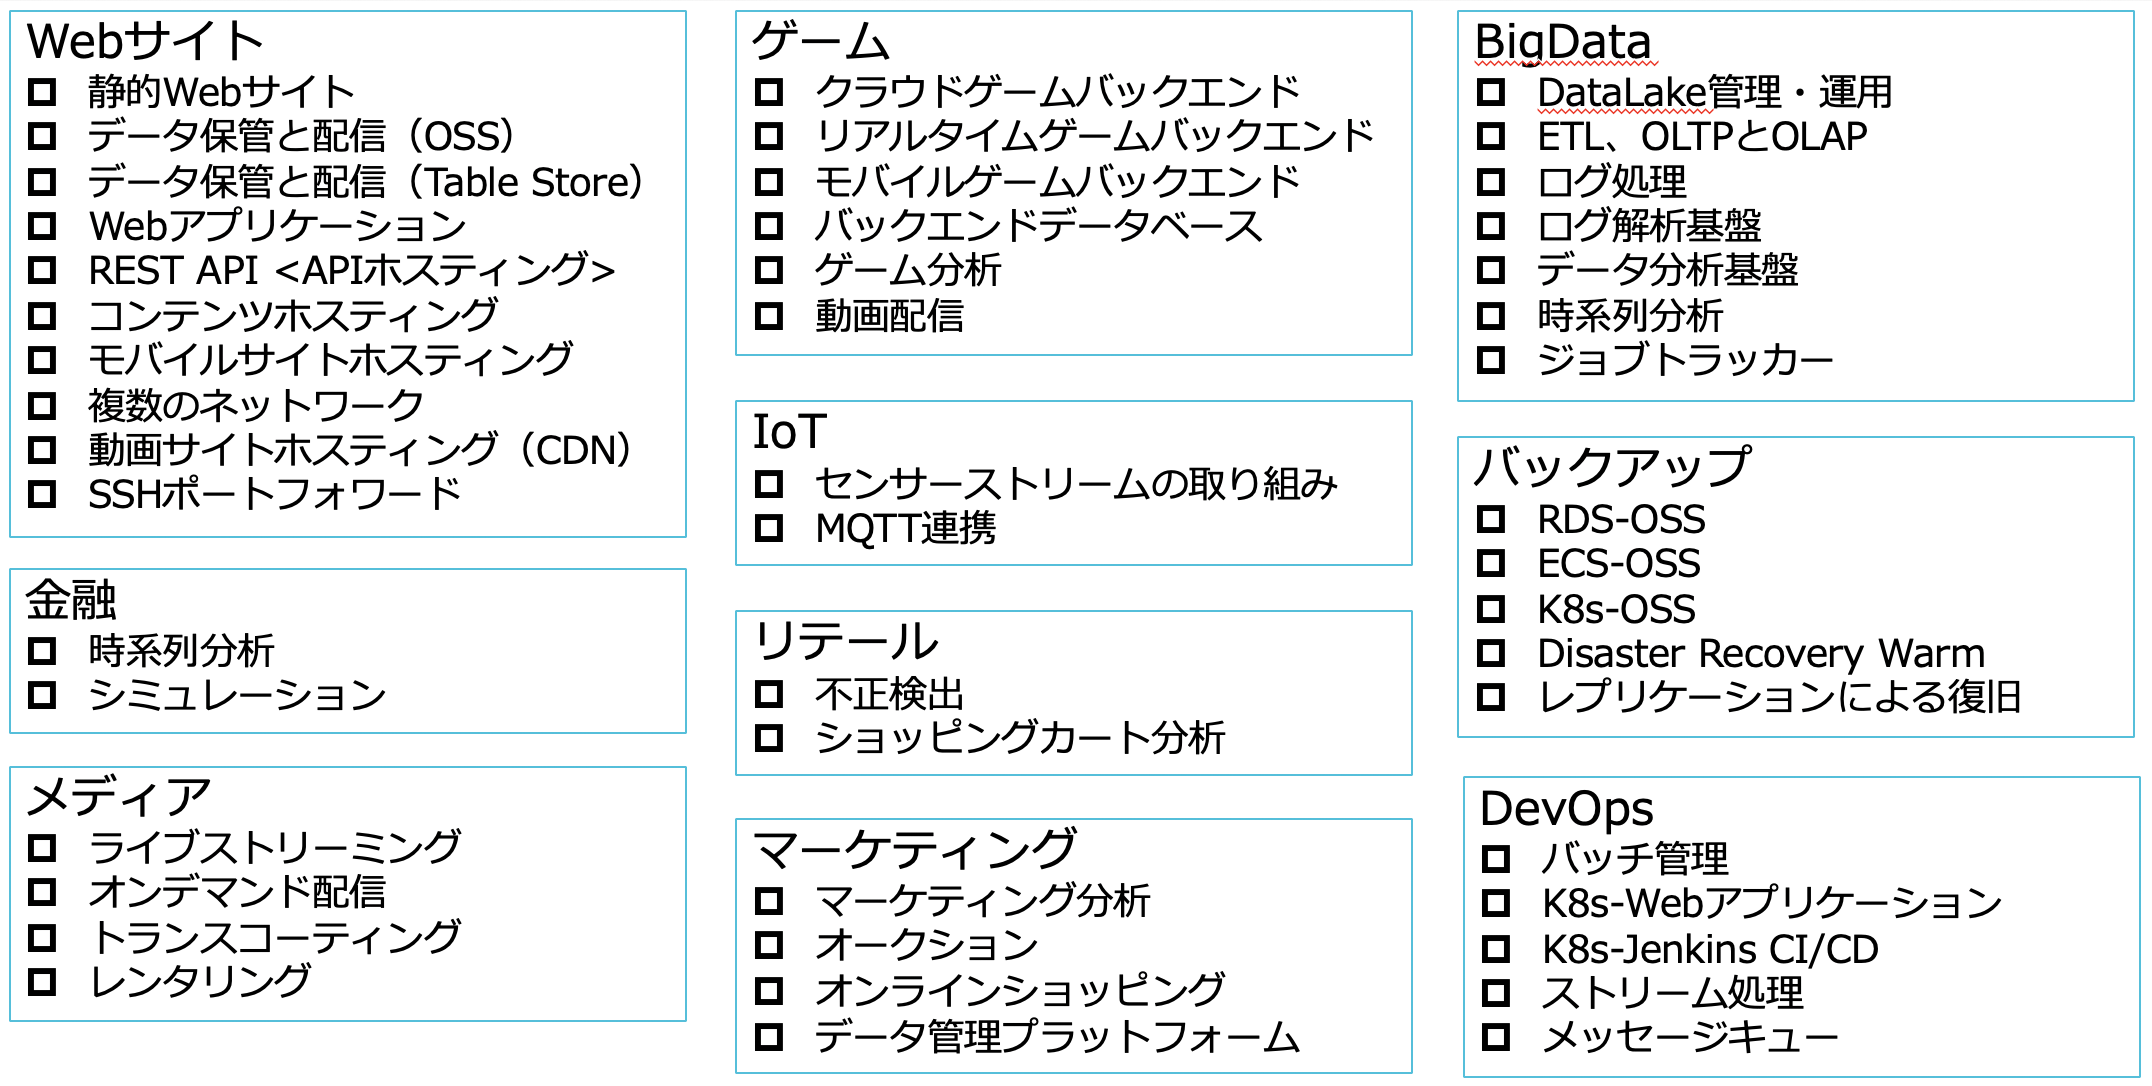 Webサイト
静的Webサイト
データ保管と配信（OSS）
データ保管と配信（Table Store）
Webアプリケーション
REST API <APIホスティング>
コンテンツホスティング
モバイルサイトホスティング
複数のネットワーク
動画サイトホスティング（CDN）
SSHポートフォワード
金融
時系列分析
シミュレーション
メディア
ライブストリーミング
オンデマンド配信
トランスコーティング
レンタリング
ゲーム
クラウドゲームバックエンド
リアルタイムゲームバックエンド
モバイルゲームバックエンド
バックエンドデータベース
ゲーム分析
動画配信
IoT
センサーストリームの取り組み
MQTT連携
リテール
不正検出
ショッピングカート分析
マーケティング
マーケティング分析
オークション
オンラインショッピング
データ管理プラットフォーム
BigData
DataLake管理・運用
ETL、OLTPとOLAP
ログ処理
ログ解析基盤
データ分析基盤
時系列分析
ジョブトラッカー
バックアップ
RDS-OSS
ECS-OSS
K8s-OSS
Disaster Recovery Warm
レプリケーションによる復旧
DevOps
バッチ管理
K8s-Webアプリケーション
K8s-Jenkins CI/CD
ストリーム処理
メッセージキュー